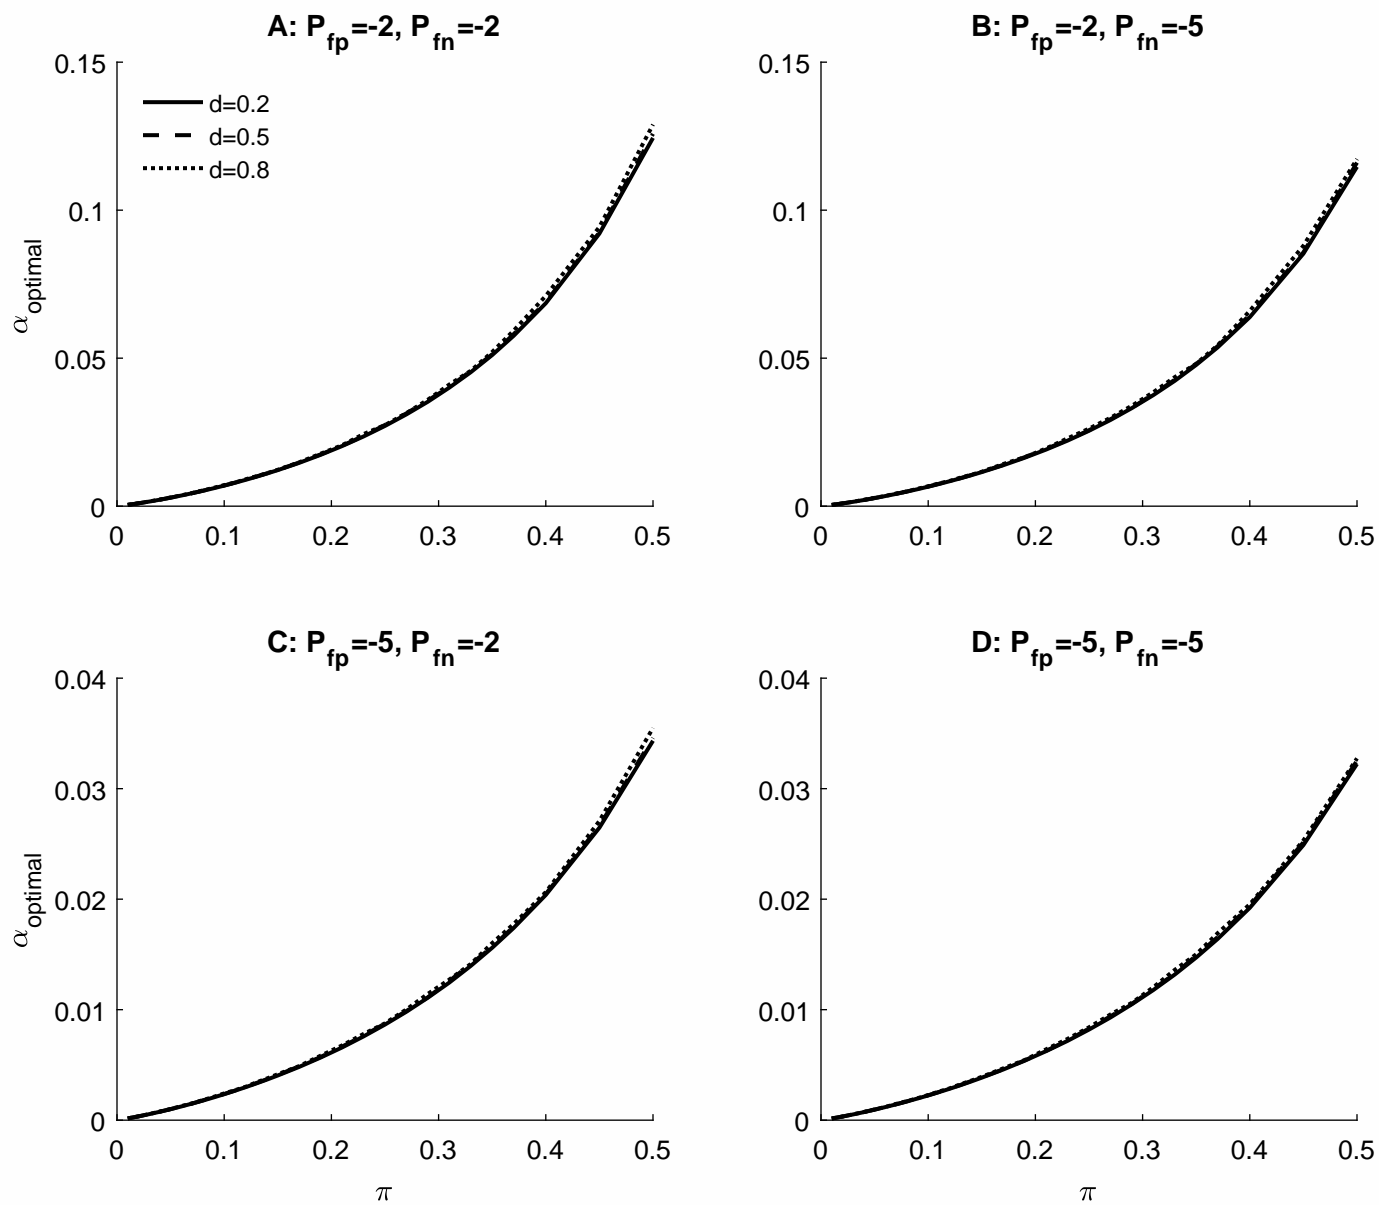 A: P_fp=-2, P_fn=-2
0.15
0.1
0.05
0
α_optimal
d=0.2
d=0.5
d=0.8
0 0.1 0.2 0.3 0.4 0.5
B: P_fp=-2, P_fn=-5
0.15
0.1
0.05
0
0 0.1 0.2 0.3 0.4 0.5
C: P_fp=-5, P_fn=-2
0.04
0.03
0.02
0.01
0
α_optimal
0 0.1 0.2 0.3 0.4 0.5
π
D: P_fp=-5, P_fn=-5
0.04
0.03
0.02
0.01
0
0 0.1 0.2 0.3 0.4 0.5
π